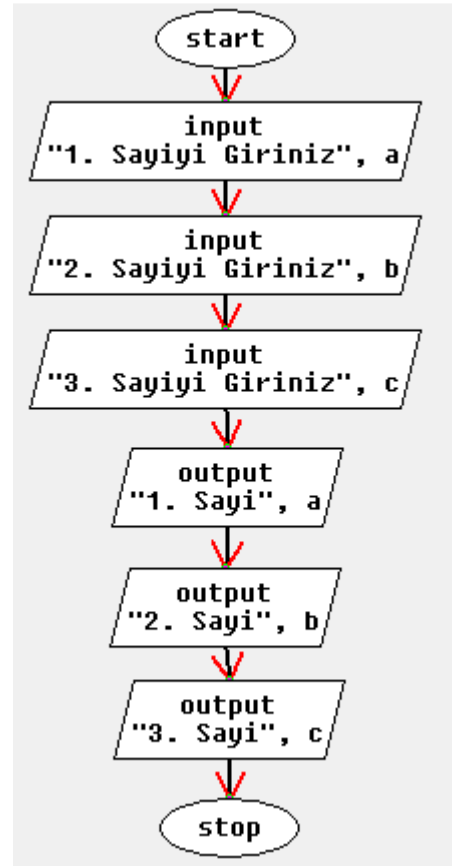 start
input
"1. Sayiyi Giriniz", a
input
"2. Sayiyi Giriniz", b
input
"3. Sayiyi Giriniz", c
output
"1. Sayi", a
output
"2. Sayi", b
output
"3. Sayi", c
stop